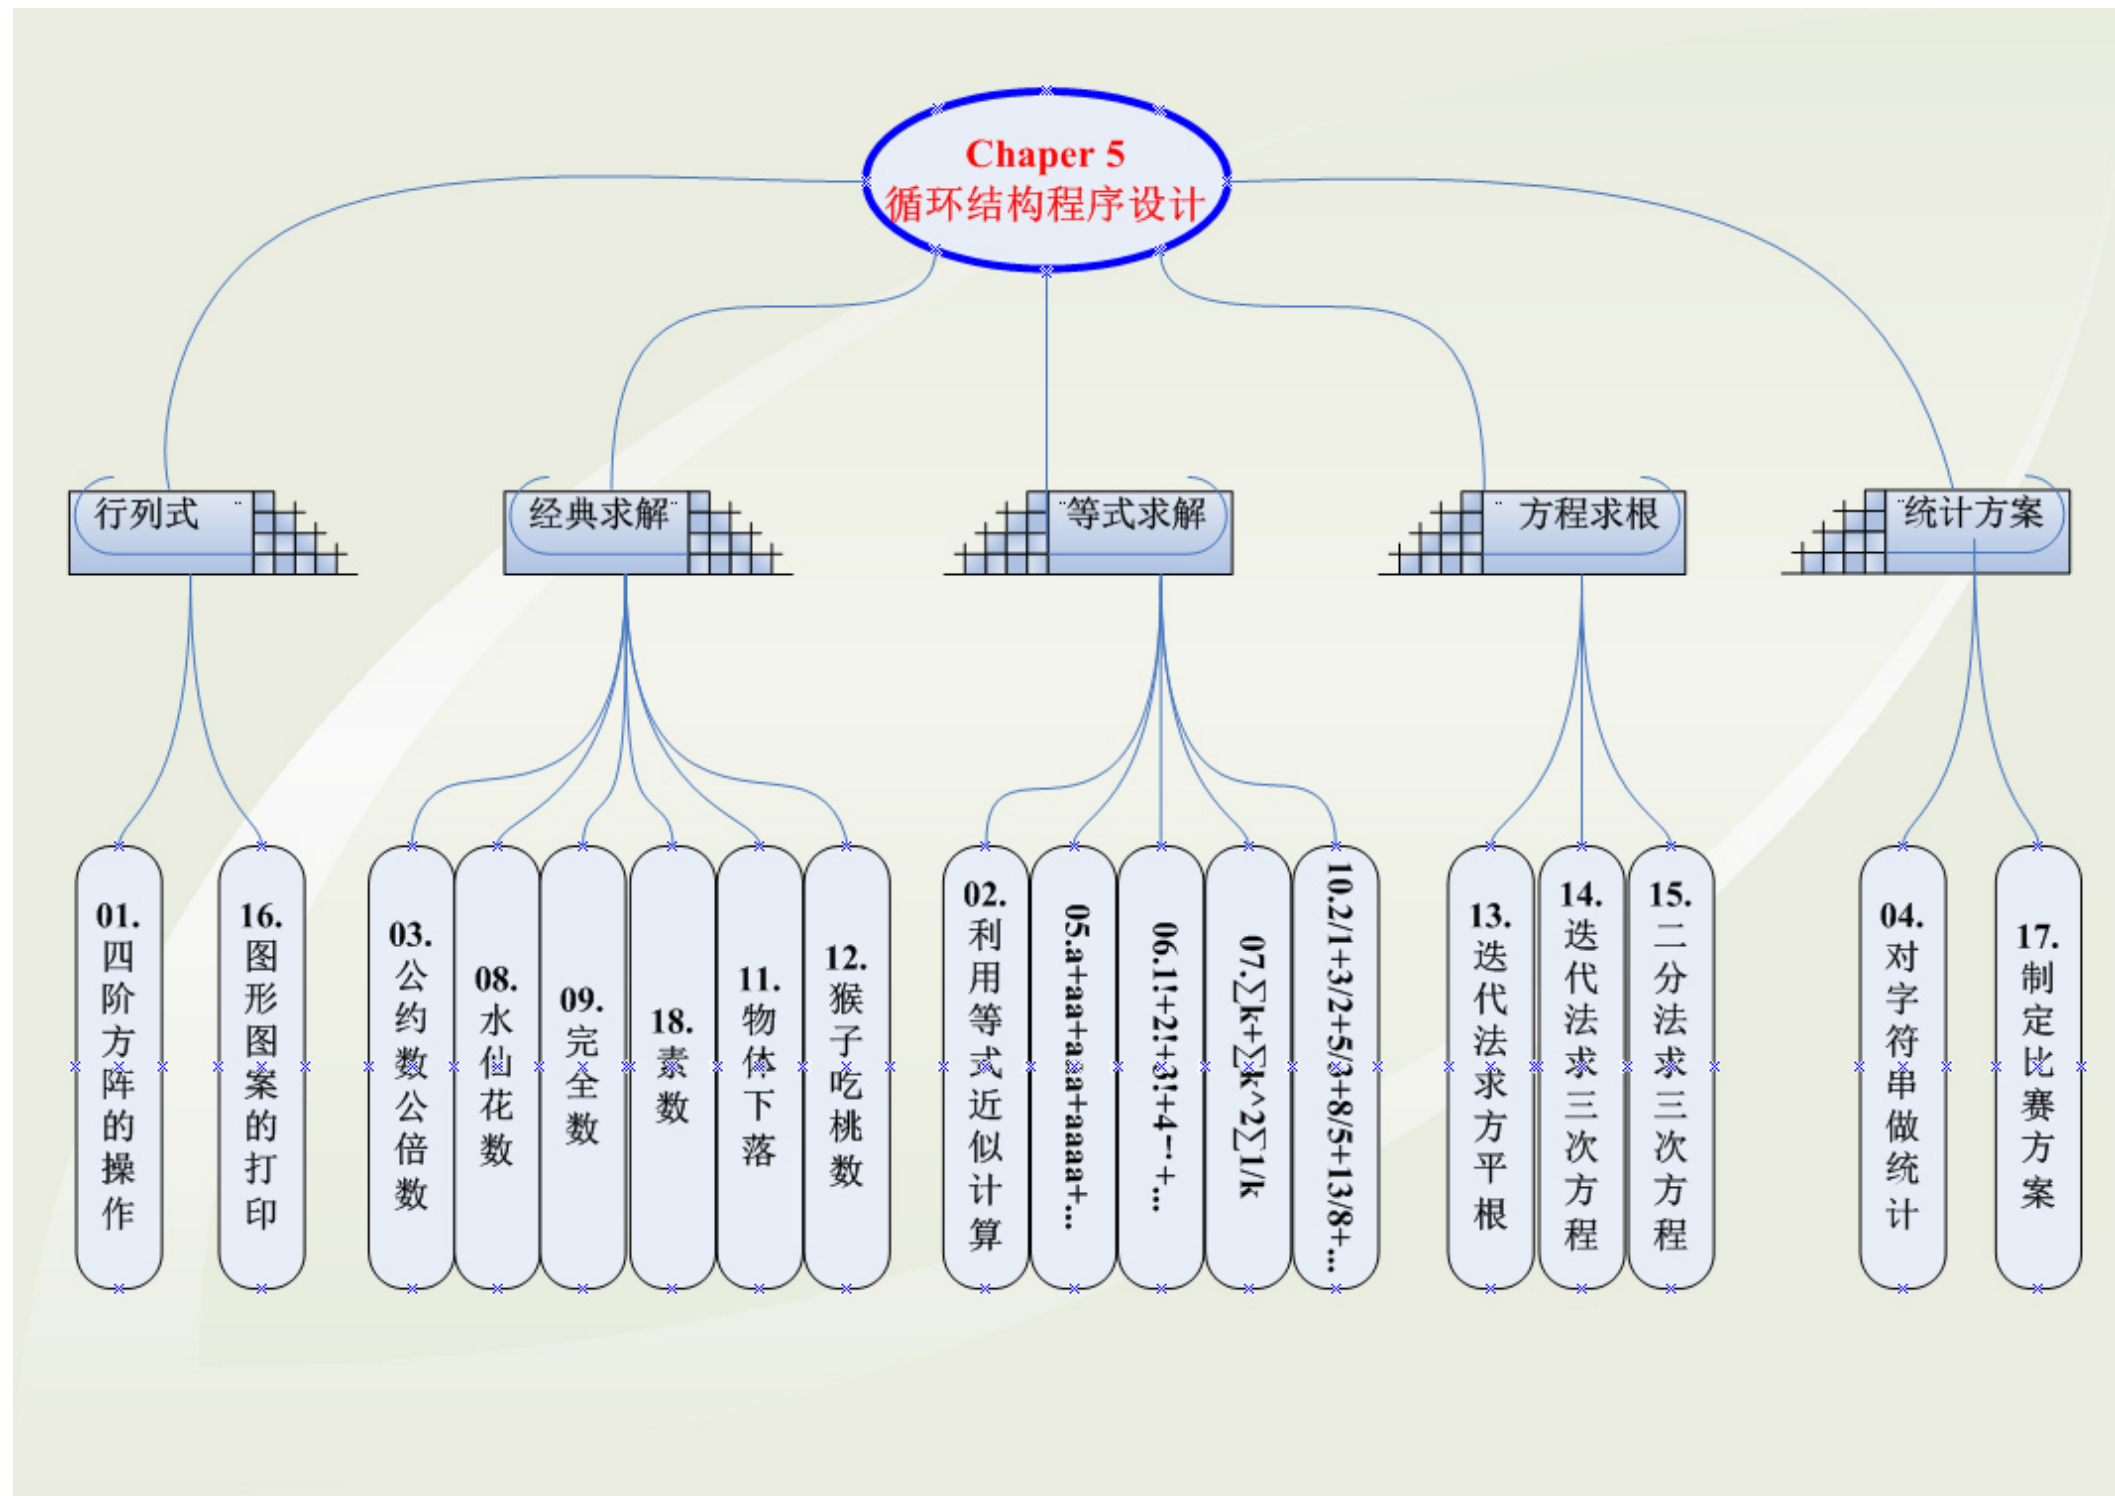 Chaper 5
循环结构程序设计
行列式
经典求解
等式求解
方程求根
统计方案
01.四阶方阵的操作
16.图形图案的打印
03.公约数公倍数
08.水仙花数
09.完全数
18.素数
11.物体下落
12.猴子吃桃数
02.利用等式近似计算
05.a+aa+aaa+aaaa+...
06.1!+2!+3!+4！+...
07.∑k+∑k^2∑1/k
10.2/1+3/2+5/3+8/5+13/8+...
13.迭代法求方平根
14.迭代法求三次方程
15.二分法求三次方程
04.对字符串做统计
17.制定比赛方案